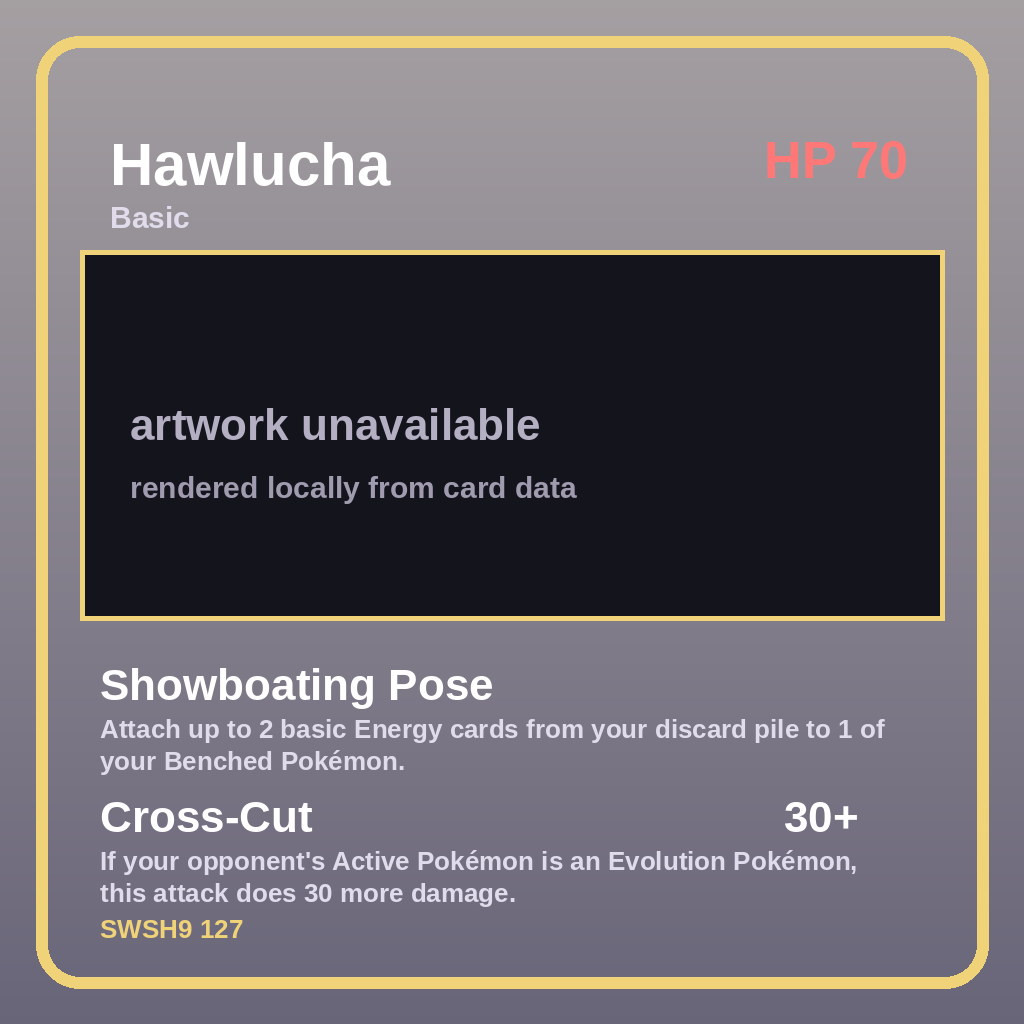 Hawlucha
HP 70
Basic
artwork unavailable
rendered locally from card data
Showboating Pose
Attach up to 2 basic Energy cards from your discard pile to 1 of
your Benched Pokémon.
Cross-Cut
30+
If your opponent's Active Pokémon is an Evolution Pokémon,
this attack does 30 more damage.
SWSH9 127